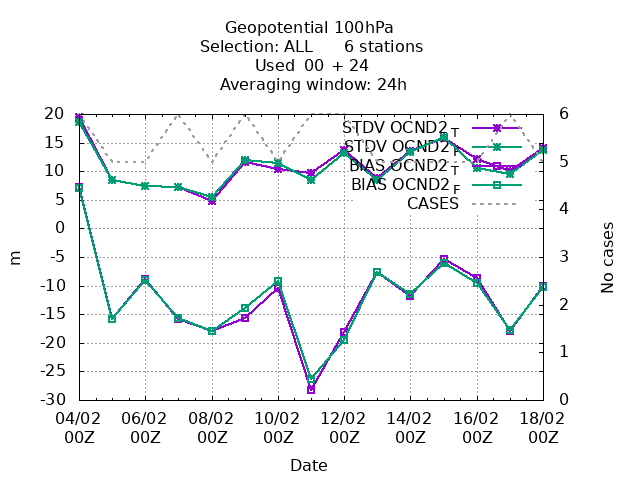 Geopotential 100hPa
Selection: ALL 6 stations
Used 00 + 24
Averaging window: 24h
STDV OCND2 T
STDV OCND2 F
BIAS OCND2 T
BIAS OCND2 F
CASES
20
15
10
5
0
-5
-10
-15
-20
-25
-30
m
6
5
4
3
2
1
0
No cases
04/02 06/02 08/02 10/02 12/02 14/02 16/02 18/02
00Z 00Z 00Z 00Z 00Z 00Z 00Z 00Z
Date